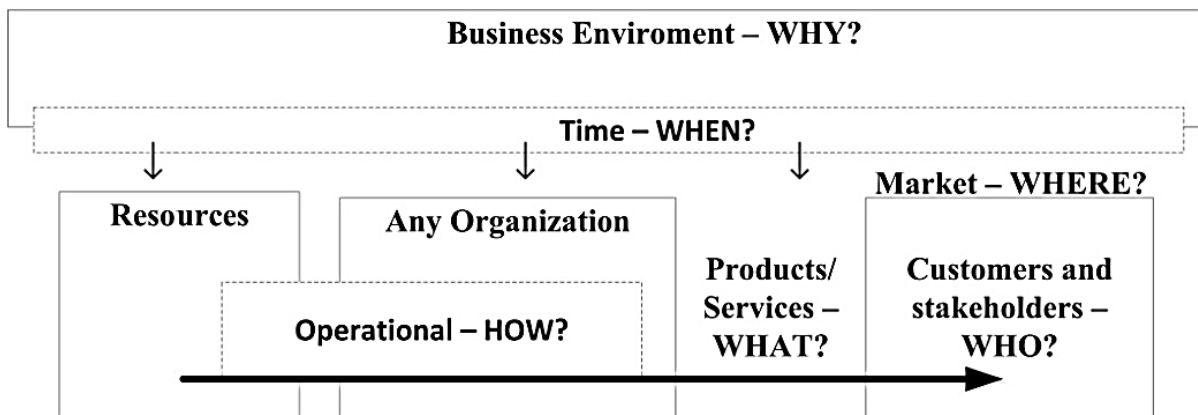 Business Enviroment – WHY?
Time – WHEN?
Market – WHERE?
Resources
Any Organization
Products/
Services –
WHAT?
Customers and
stakeholders –
WHO?
Operational – HOW?